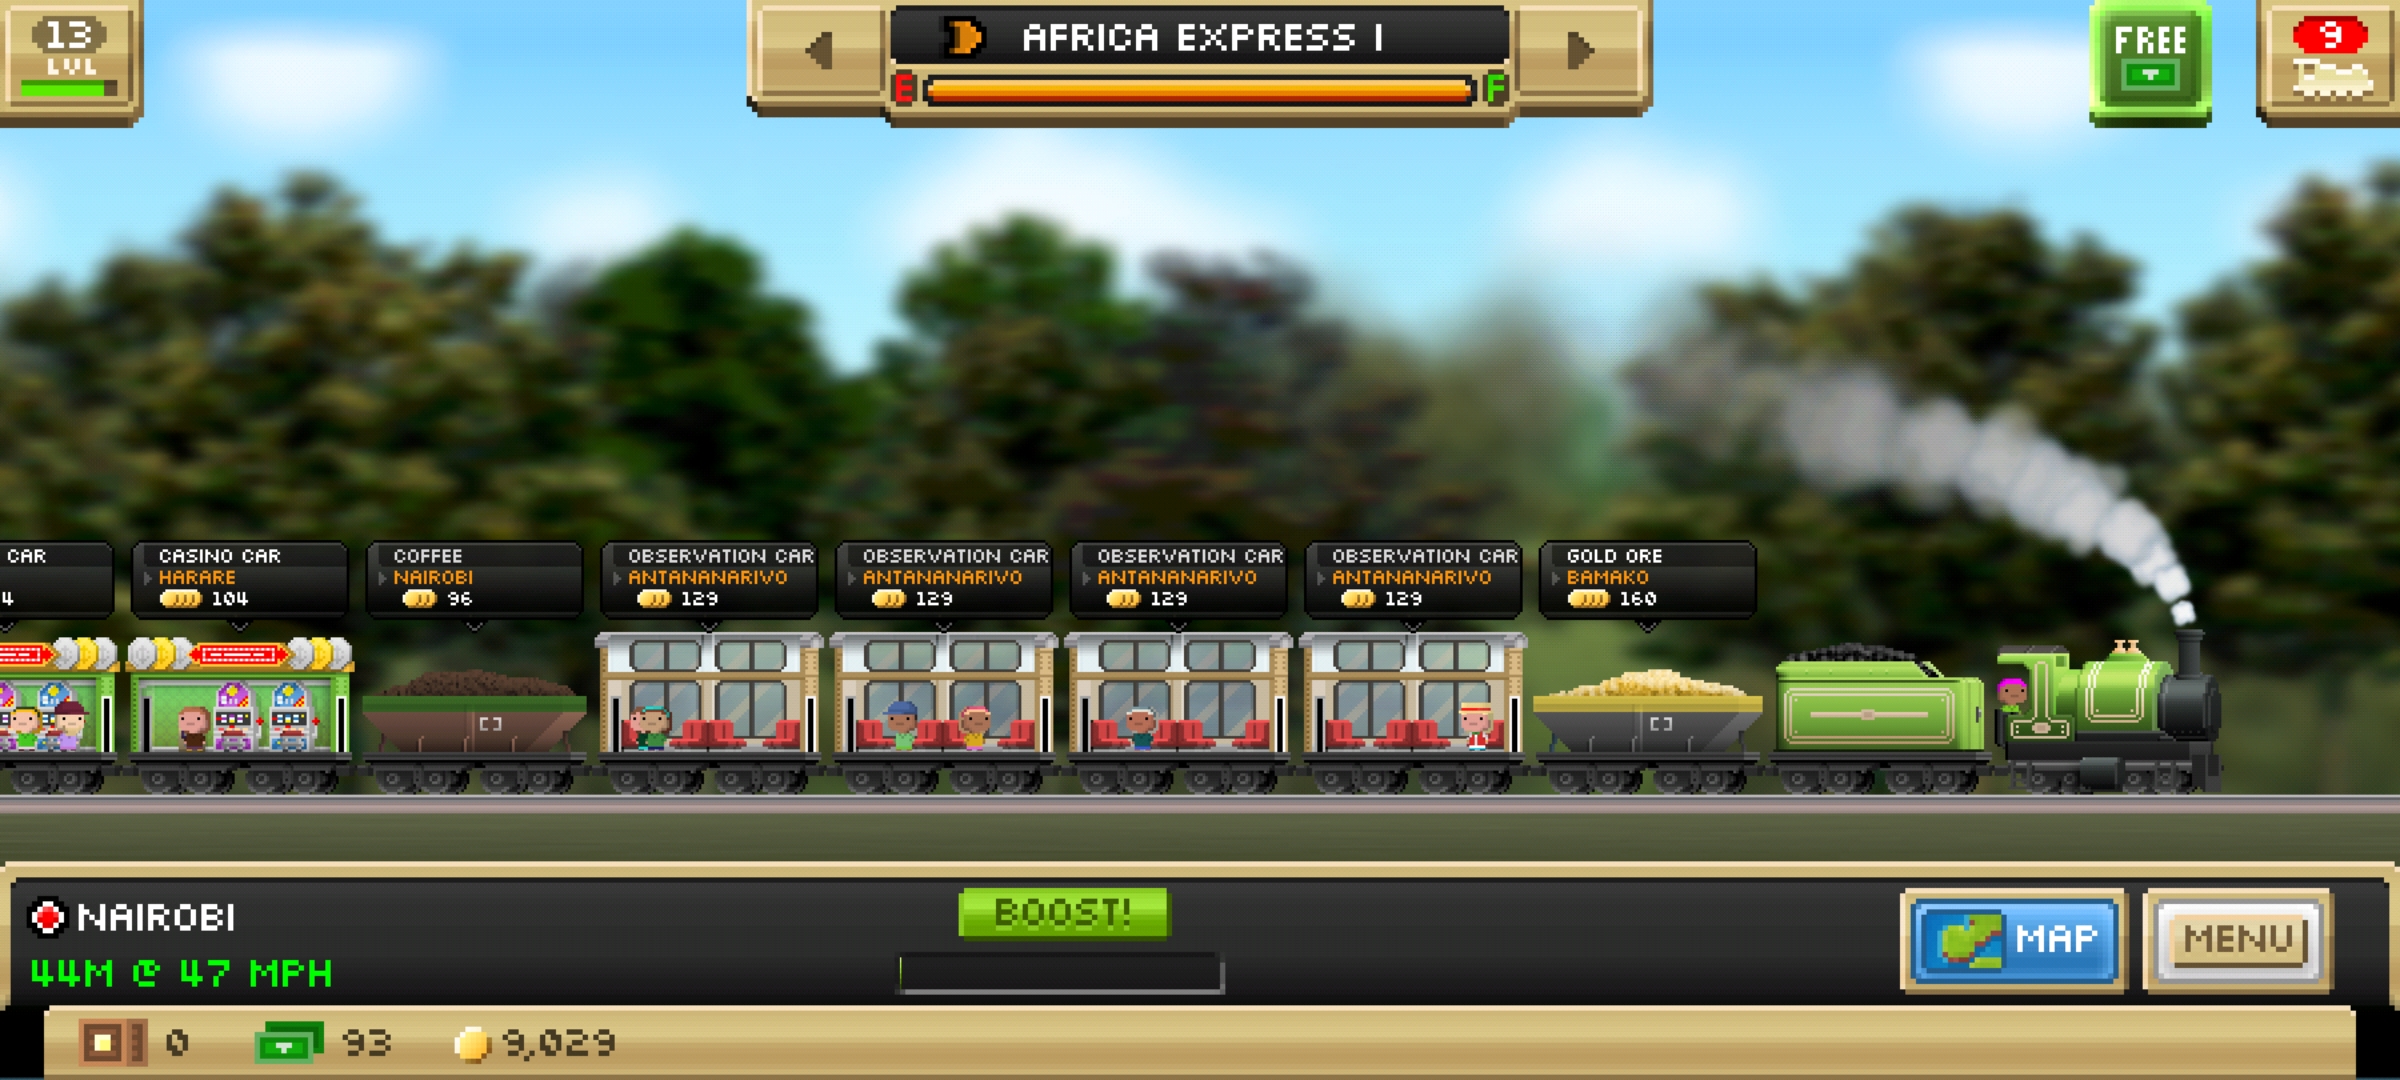 13
LVL
AFRICA EXPRESS I
E
F
FREE
9
CAR
4
CASINO CAR
HARARE
104
COFFEE
NAIROBI
96
OBSERVATION CAR
ANTANANARIVO
129
OBSERVATION CAR
ANTANANARIVO
129
OBSERVATION CAR
ANTANANARIVO
129
OBSERVATION CAR
ANTANANARIVO
129
GOLD ORE
BAMAKO
160
NAIROBI
44M @ 47 MPH
BOOST!
MAP
MENU
0
93
9,029